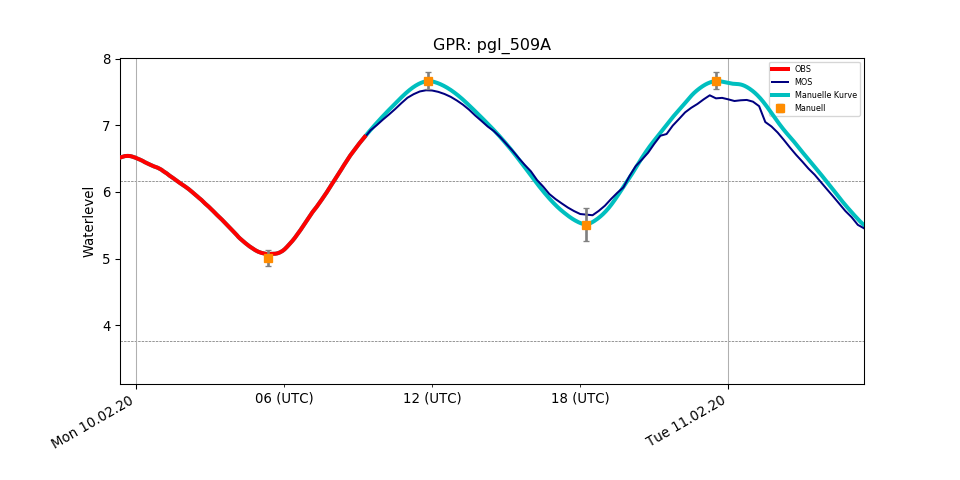 GPR: pgl_509A
8
7
6
5
4
Waterlevel
OBS
MOS
Manuelle Kurve
Manuell
Mon 10.02.20
06 (UTC)
12 (UTC)
18 (UTC)
Tue 11.02.20